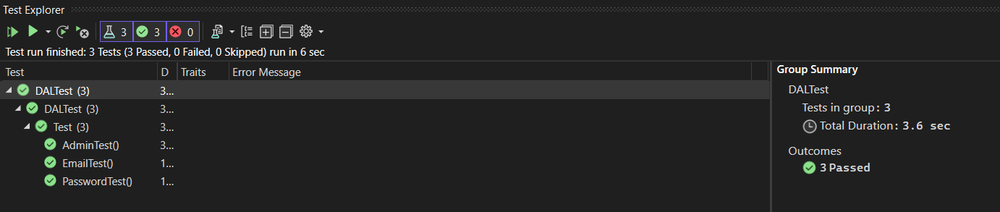 Test Explorer
3 3 0
Test run finished: 3 Tests (3 Passed, 0 Failed, 0 Skipped) run in 6 sec
Test D Traits Error Message
DALTest (3) 3...
DALTest (3) 3...
Test (3) 3...
AdminTest() 3...
EmailTest() 1...
PasswordTest() 1...
Group Summary
DALTest
Tests in group: 3
Total Duration: 3.6 sec
Outcomes
3 Passed